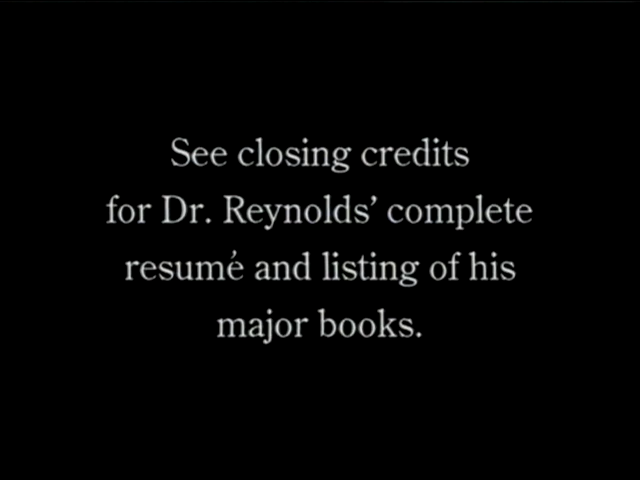 See closing credits
for Dr. Reynolds’ complete
resumé and listing of his
major books.